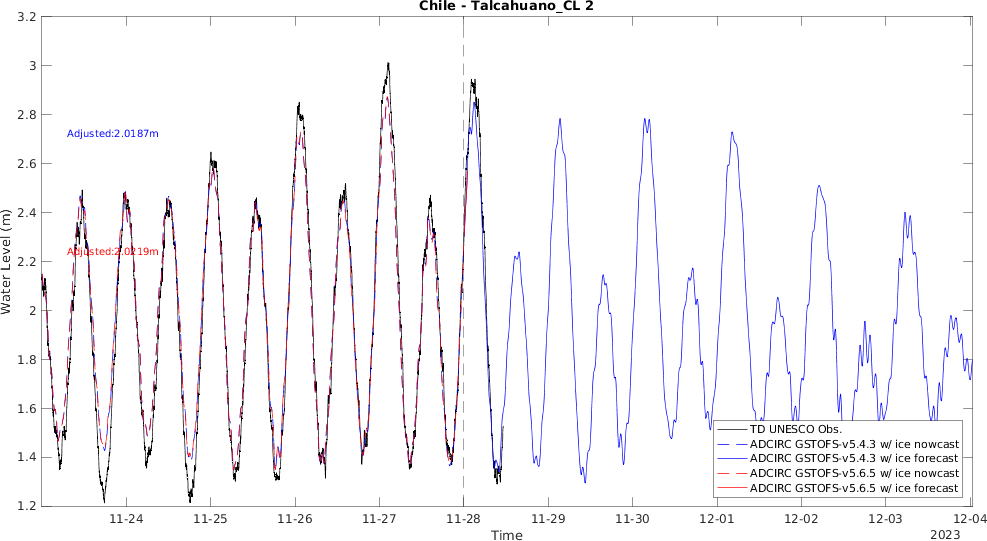 Chile - Talcahuano_CL 2
3.2
3
2.8
2.6
2.4
2.2
2
1.8
1.6
1.4
1.2
Water Level (m)
Adjusted:2.0187m
Adjusted:2.0219m
TD UNESCO Obs.
ADCIRC GSTOFS-v5.4.3 w/ ice nowcast
ADCIRC GSTOFS-v5.4.3 w/ ice forecast
ADCIRC GSTOFS-v5.6.5 w/ ice nowcast
ADCIRC GSTOFS-v5.6.5 w/ ice forecast
11-24 11-25 11-26 11-27 11-28 11-29 11-30 12-01 12-02 12-03 12-04
Time
2023